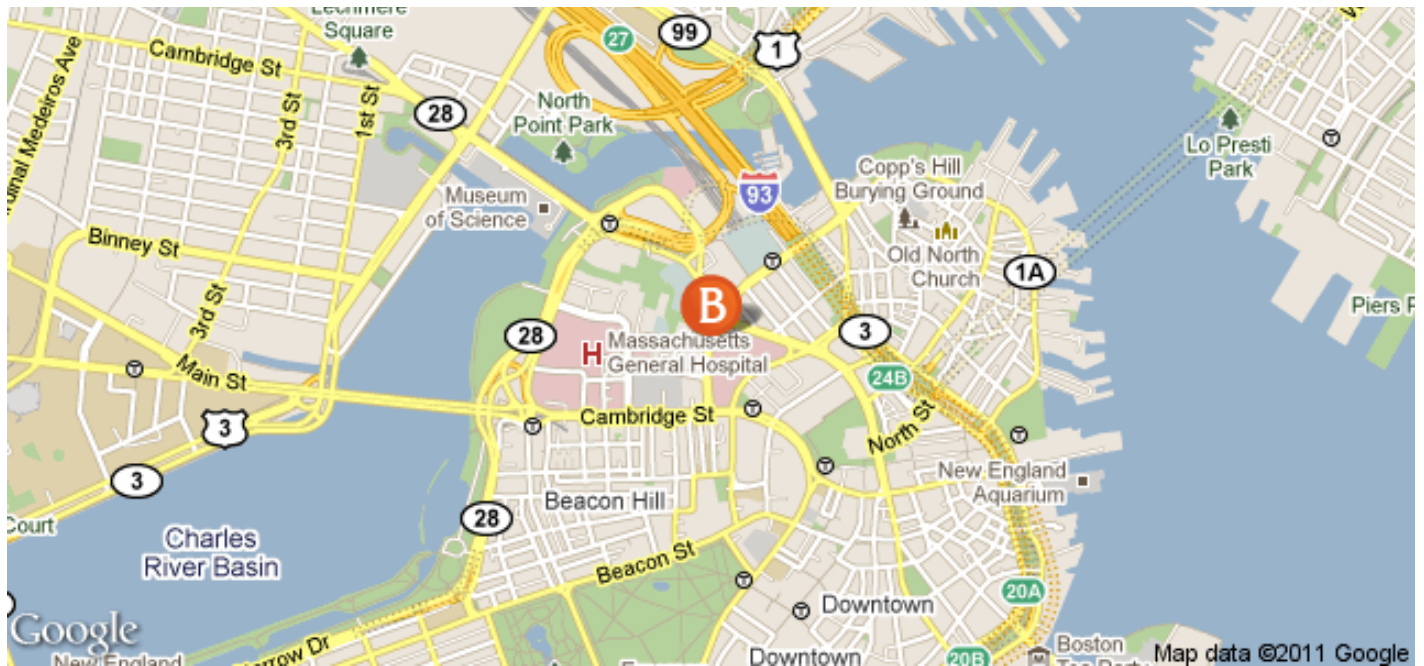 Lechmere
Square
Cambridge St
99
27
1
28
3rd St
1st St
North
Point Park
Lo Presti
Park
Copp's Hill
Burying Ground
93
Museum
of Science
Binney St
Old North
Church
1A
3rd St
B
Piers P
28
3
Massachusetts
General Hospital
H
24B
Main St
Cambridge St
North St
3
3
New England
Aquarium
Beacon Hill
28
Court
Charles
River Basin
Beacon St
20A
Downtown
Google
New England
Downtown
20B
Boston
Map data ©2011 Google